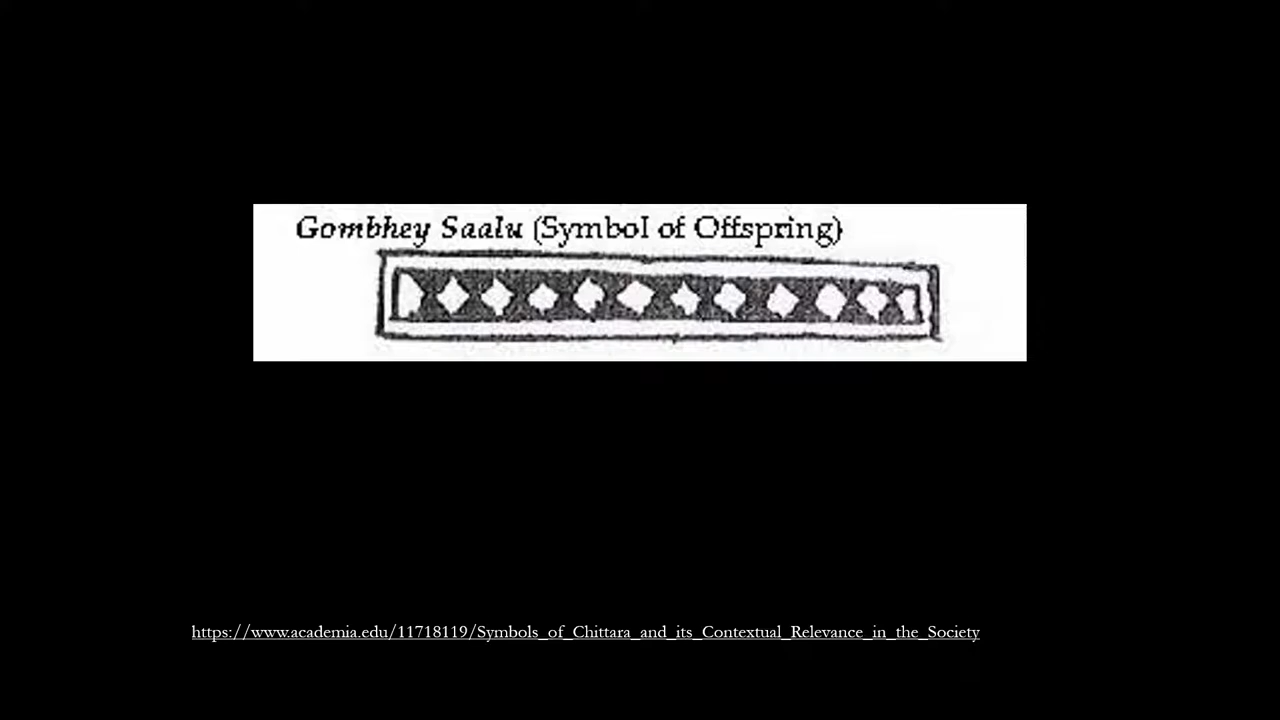 Gombhey Saalu (Symbol of Offspring)
https://www.academia.edu/11718119/Symbols_of_Chittara_and_its_Contextual_Relevance_in_the_Society